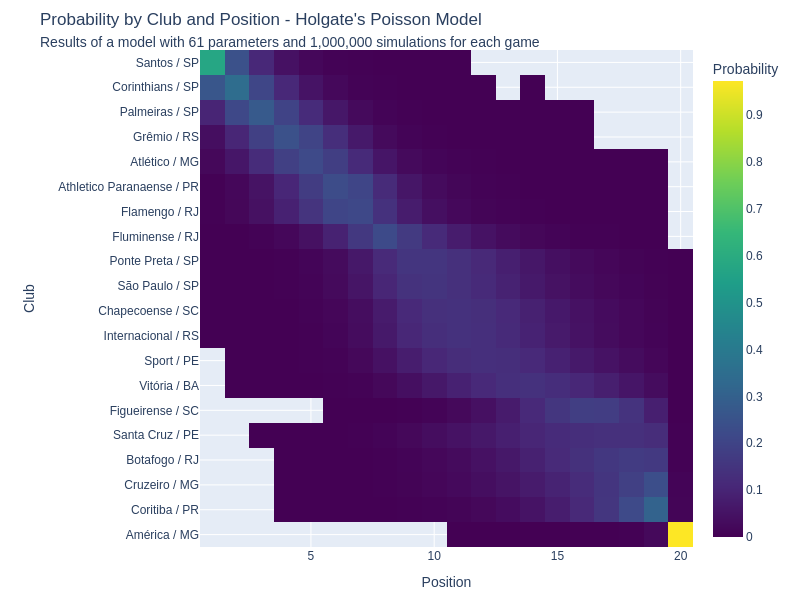 Probability by Club and Position - Holgate's Poisson Model
Results of a model with 61 parameters and 1,000,000 simulations for each game
Probability
Club
Santos / SP
Corinthians / SP
Palmeiras / SP
Grêmio / RS
Atlético / MG
Athletico Paranaense / PR
Flamengo / RJ
Fluminense / RJ
Ponte Preta / SP
São Paulo / SP
Chapecoense / SC
Internacional / RS
Sport / PE
Vitória / BA
Figueirense / SC
Santa Cruz / PE
Botafogo / RJ
Cruzeiro / MG
Coritiba / PR
América / MG
0.9
0.8
0.7
0.6
0.5
0.4
0.3
0.2
0.1
0
5 10 15 20
Position